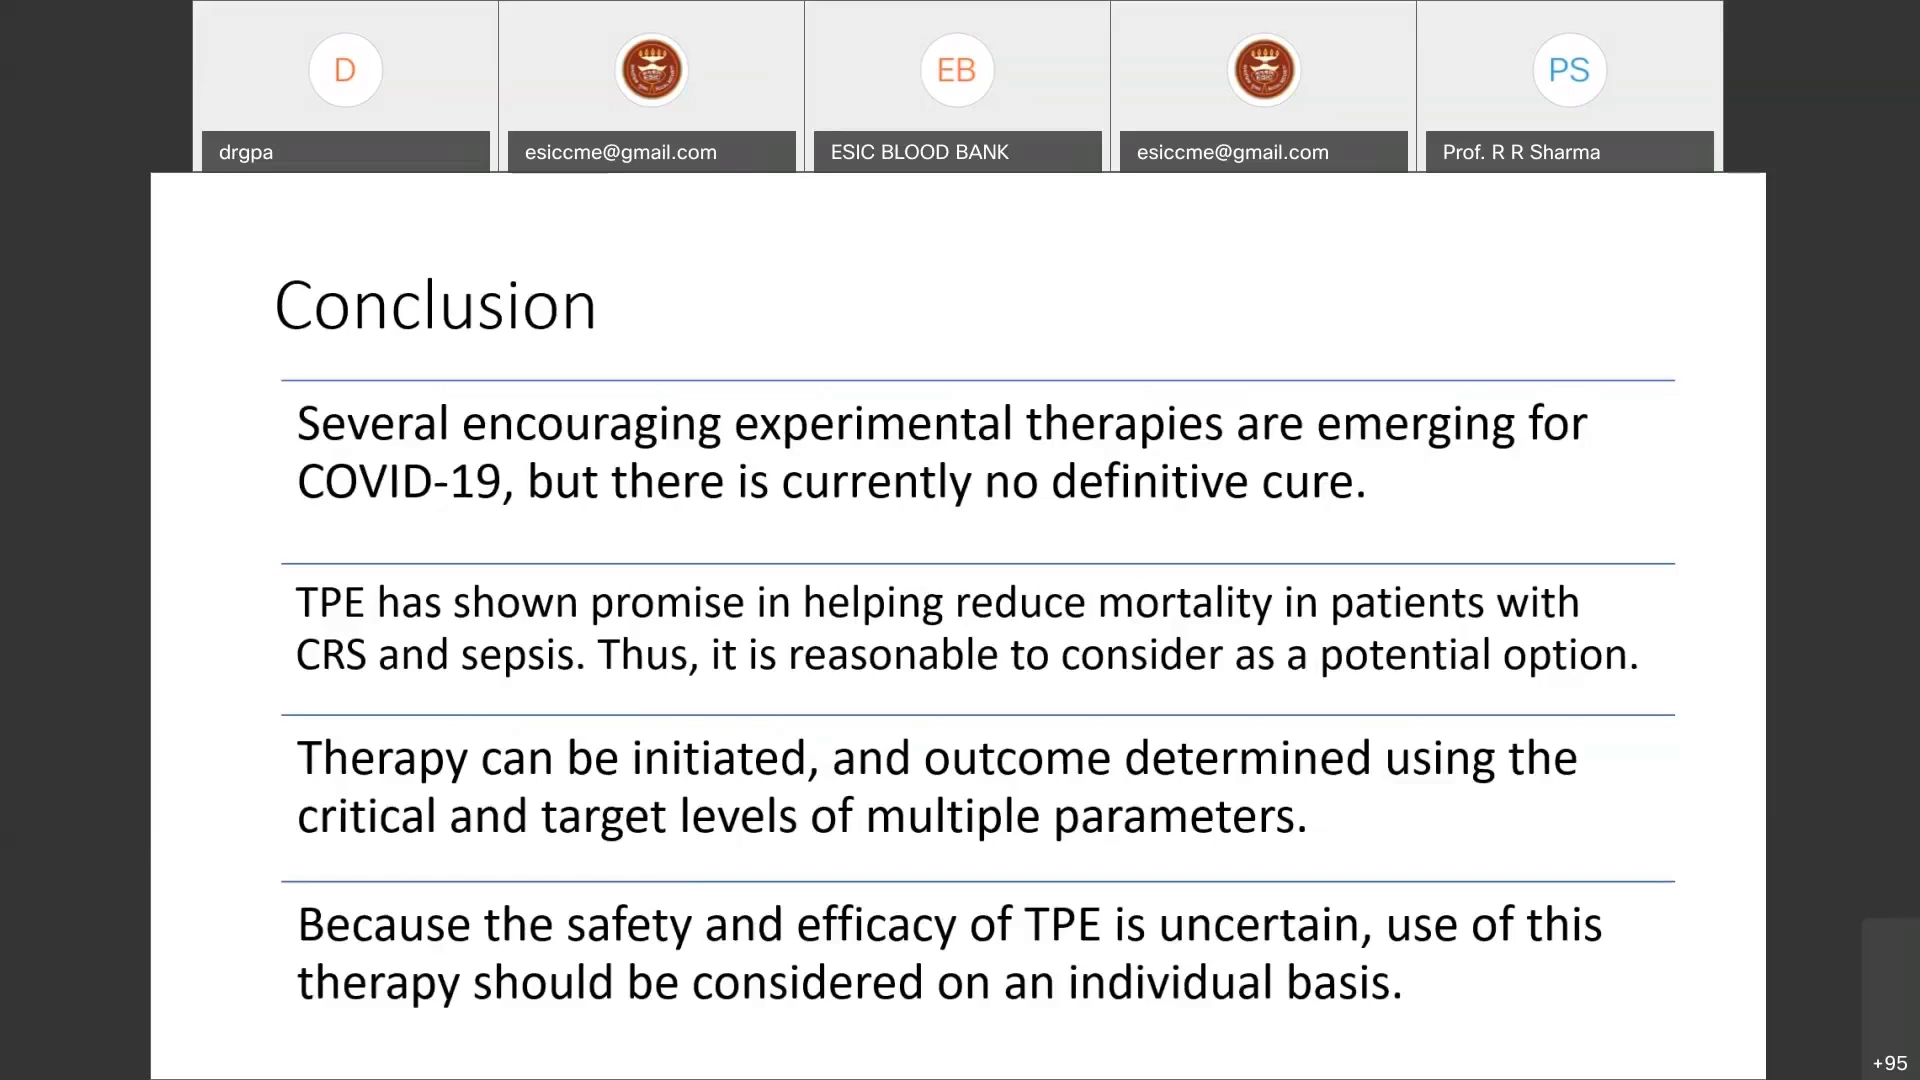 D
EB
PS
drgpa
esiccme@gmail.com
ESIC BLOOD BANK
esiccme@gmail.com
Prof. R R Sharma
Conclusion
Several encouraging experimental therapies are emerging for
COVID-19, but there is currently no definitive cure.
TPE has shown promise in helping reduce mortality in patients with
CRS and sepsis. Thus, it is reasonable to consider as a potential option.
Therapy can be initiated, and outcome determined using the
critical and target levels of multiple parameters.
Because the safety and efficacy of TPE is uncertain, use of this
therapy should be considered on an individual basis.
+95